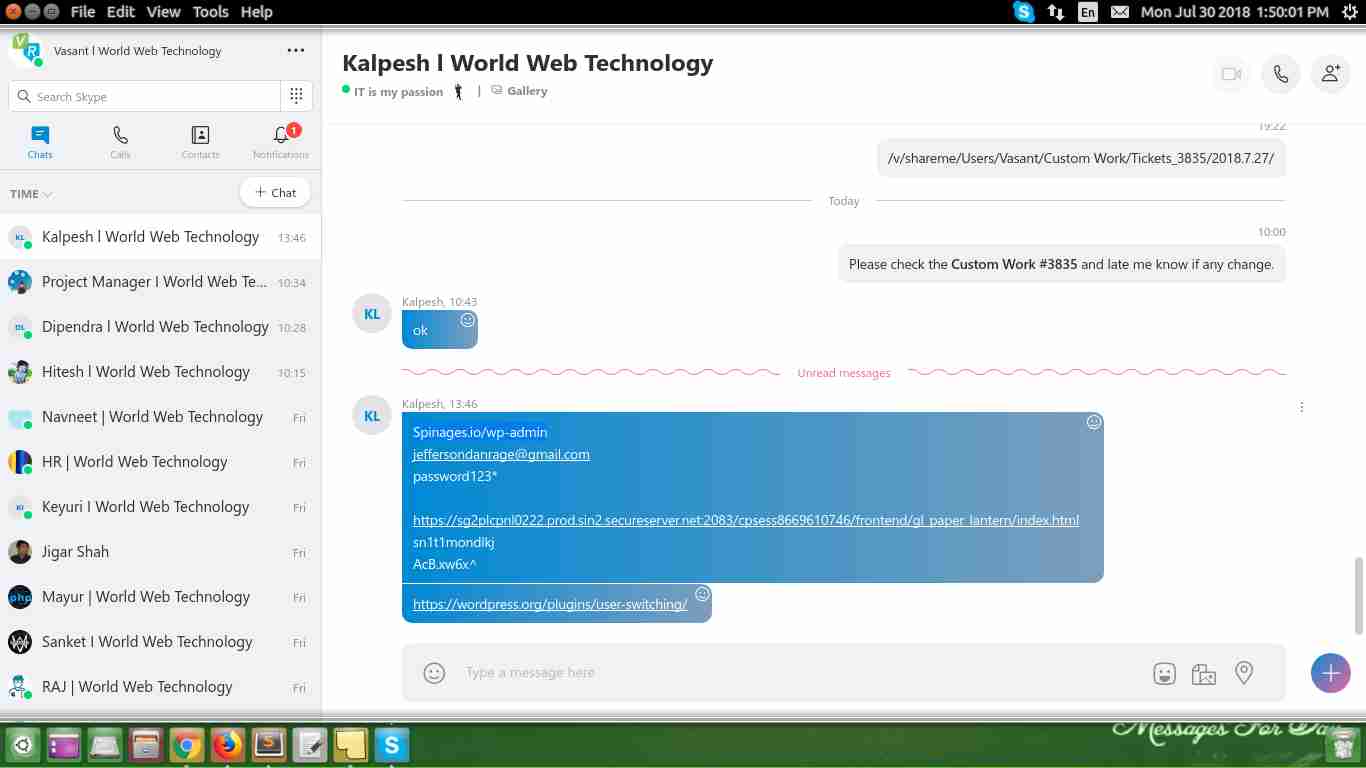 File Edit View Tools Help
En
Mon Jul 30 2018 1:50:01 PM
Vasant l World Web Technology
Search Skype
Chats
Calls
Contacts
1
Notifications
TIME
+ Chat
Kalpesh l World Web Technology 13:46
Project Manager I World Web Te... 10:34
Dipendra l World Web Technology 10:28
Hitesh l World Web Technology 10:15
Navneet | World Web Technology Fri
HR | World Web Technology Fri
Keyuri I World Web Technology Fri
Jigar Shah Fri
Mayur | World Web Technology Fri
Sanket I World Web Technology Fri
RAJ | World Web Technology Fri
KL
DL
KI
php
Kalpesh l World Web Technology
IT is my passion | Gallery
19:22
/v/shareme/Users/Vasant/Custom Work/Tickets_3835/2018.7.27/
Today
10:00
Please check the Custom Work #3835 and late me know if any change.
KL
Kalpesh, 10:43
ok
Unread messages
KL
Kalpesh, 13:46
Spinages.io/wp-admin
jeffersondanrage@gmail.com
password123*
https://sg2plcpnl0222.prod.sin2.secureserver.net:2083/cpsess8669610746/frontend/gl_paper_lantern/index.html
sn1t1mondlkj
AcB.xw6x^
https://wordpress.org/plugins/user-switching/
Type a message here
Messages For Day